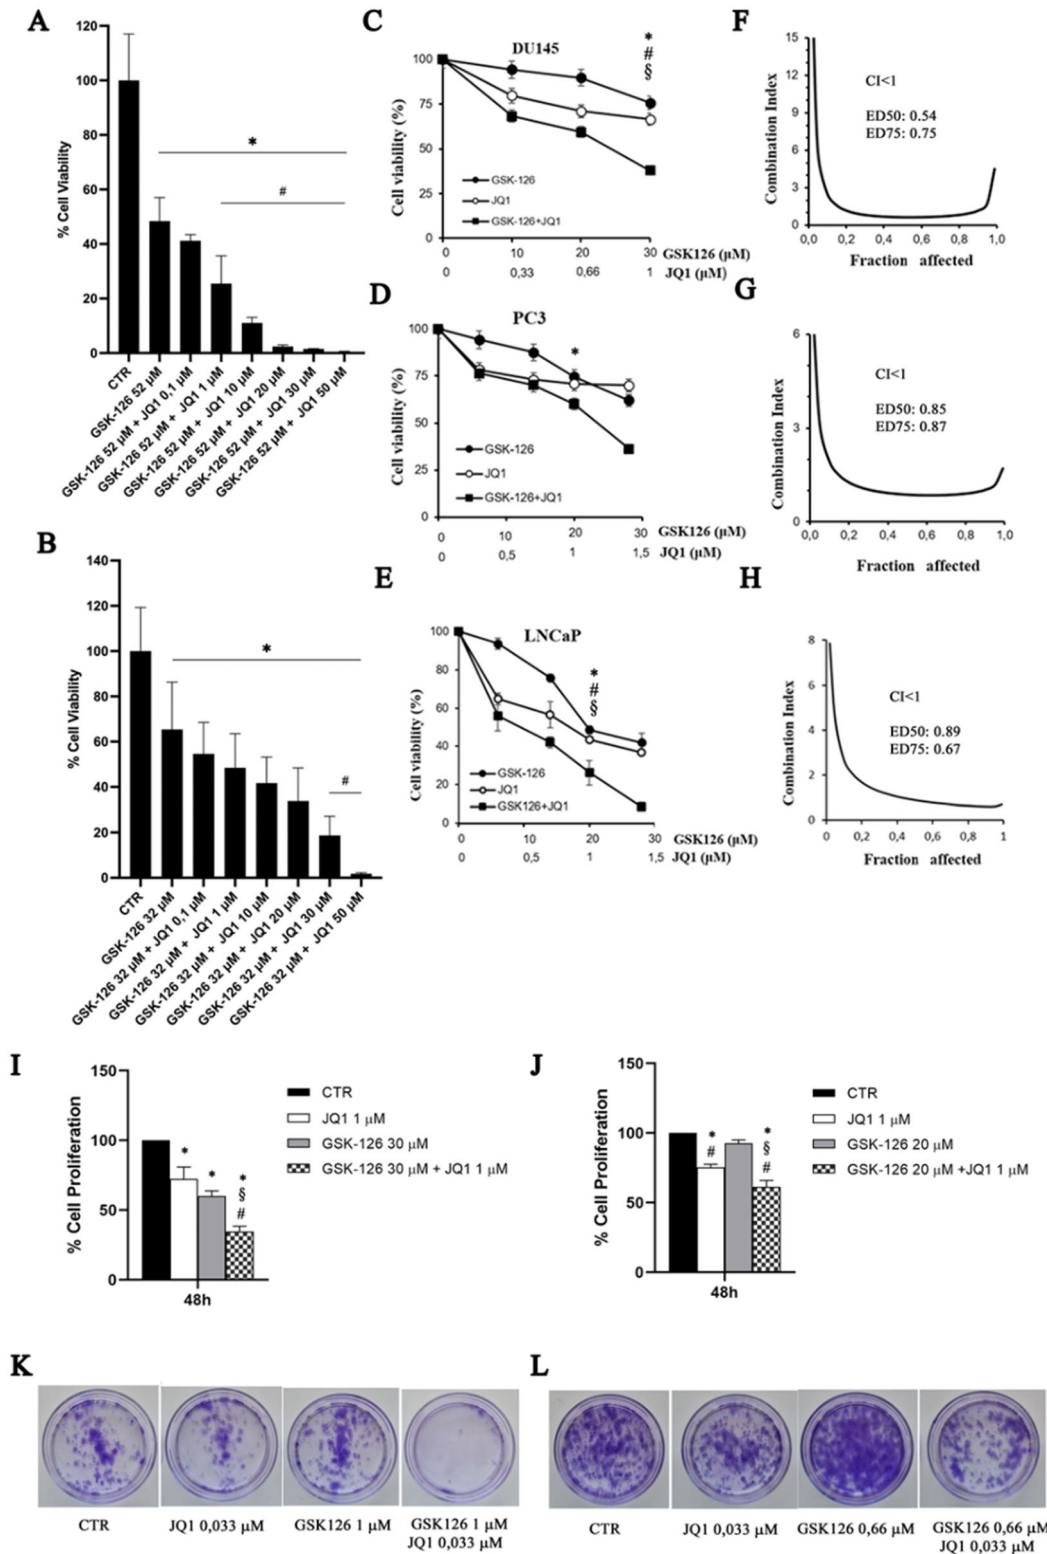 A
% Cell Viability
120
100
80
60
40
20
0
*
#
CTR
GSK-126 52 μM
GSK-126 52 μM + JQ1 0,1 μM
GSK-126 52 μM + JQ1 1 μM
GSK-126 52 μM + JQ1 10 μM
GSK-126 52 μM + JQ1 20 μM
GSK-126 52 μM + JQ1 30 μM
GSK-126 52 μM + JQ1 50 μM
B
% Cell Viability
140
120
100
80
60
40
20
0
*
#
CTR
GSK-126 32 μM
GSK-126 32 μM + JQ1 0,1 μM
GSK-126 32 μM + JQ1 1 μM
GSK-126 32 μM + JQ1 10 μM
GSK-126 32 μM + JQ1 20 μM
GSK-126 32 μM + JQ1 30 μM
GSK-126 32 μM + JQ1 50 μM
C
DU145
*
#
§
Cell viability (%)
100
75
50
25
0
GSK-126
JQ1
GSK-126+JQ1
0 10 20 30 GSK126 (μM)
0 0,33 0,66 1 JQ1 (μM)
D
PC3
*
Cell viability (%)
100
75
50
25
0
GSK-126
JQ1
GSK-126+JQ1
0 10 20 30 GSK126 (μM)
0 0,5 1 1,5 JQ1 (μM)
E
LNCaP
*
#
§
Cell viability (%)
100
80
60
40
20
0
GSK-126
JQ1
GSK126+JQ1
0 10 20 30 GSK126 (μM)
0 0,5 1 1,5 JQ1 (μM)
F
Combination Index
15
12
9
6
3
0
CI<1
ED50: 0.54
ED75: 0.75
0,0 0,2 0,4 0,6 0,8 1,0
Fraction affected
G
Combination Index
6
3
0
CI<1
ED50: 0.85
ED75: 0.87
0,0 0,2 0,4 0,6 0,8 1,0
Fraction affected
H
Combination Index
8
6
4
2
0
CI<1
ED50: 0.89
ED75: 0.67
0 0,2 0,4 0,6 0,8 1
Fraction affected
I
% Cell Proliferation
150
100
50
0
*
*
*
§
#
48h
CTR
JQ1 1 μM
GSK-126 30 μM
GSK-126 30 μM + JQ1 1 μM
J
% Cell Proliferation
150
100
50
0
*
#
*
§
#
48h
CTR
JQ1 1 μM
GSK-126 20 μM
GSK-126 20 μM +JQ1 1 μM
K
CTR
JQ1 0,033 μM
GSK126 1 μM
GSK126 1 μM
JQ1 0,033 μM
L
CTR
JQ1 0,033 μM
GSK126 0,66 μM
GSK126 0,66 μM
JQ1 0,033 μM